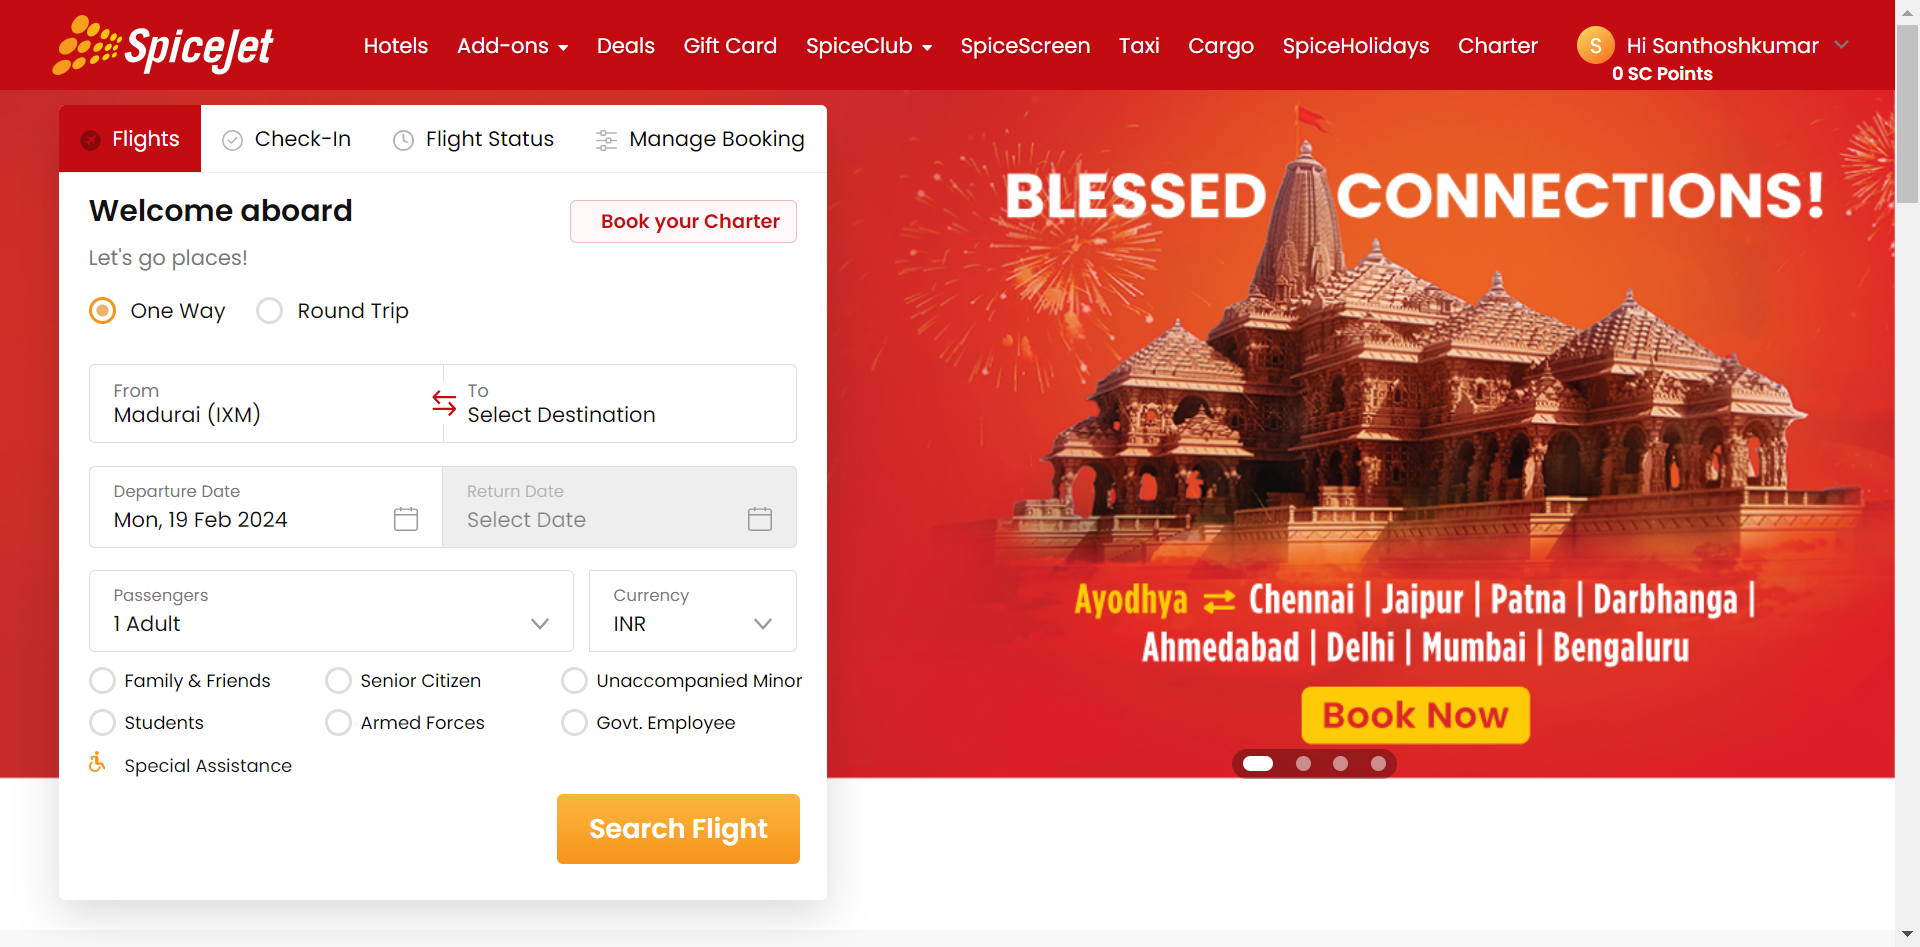 SpiceJet
Hotels Add-ons Deals Gift Card SpiceClub SpiceScreen Taxi Cargo SpiceHolidays Charter
S Hi Santhoshkumar
0 SC Points
Flights Check-In Flight Status Manage Booking
Welcome aboard
Book your Charter
Let's go places!
One Way Round Trip
From
Madurai (IXM)
To
Select Destination
Departure Date
Mon, 19 Feb 2024
Return Date
Select Date
Passengers
1 Adult
Currency
INR
Family & Friends Senior Citizen Unaccompanied Minor
Students Armed Forces Govt. Employee
Special Assistance
Search Flight
BLESSED CONNECTIONS!
Ayodhya ⇄ Chennai | Jaipur | Patna | Darbhanga |
Ahmedabad | Delhi | Mumbai | Bengaluru
Book Now